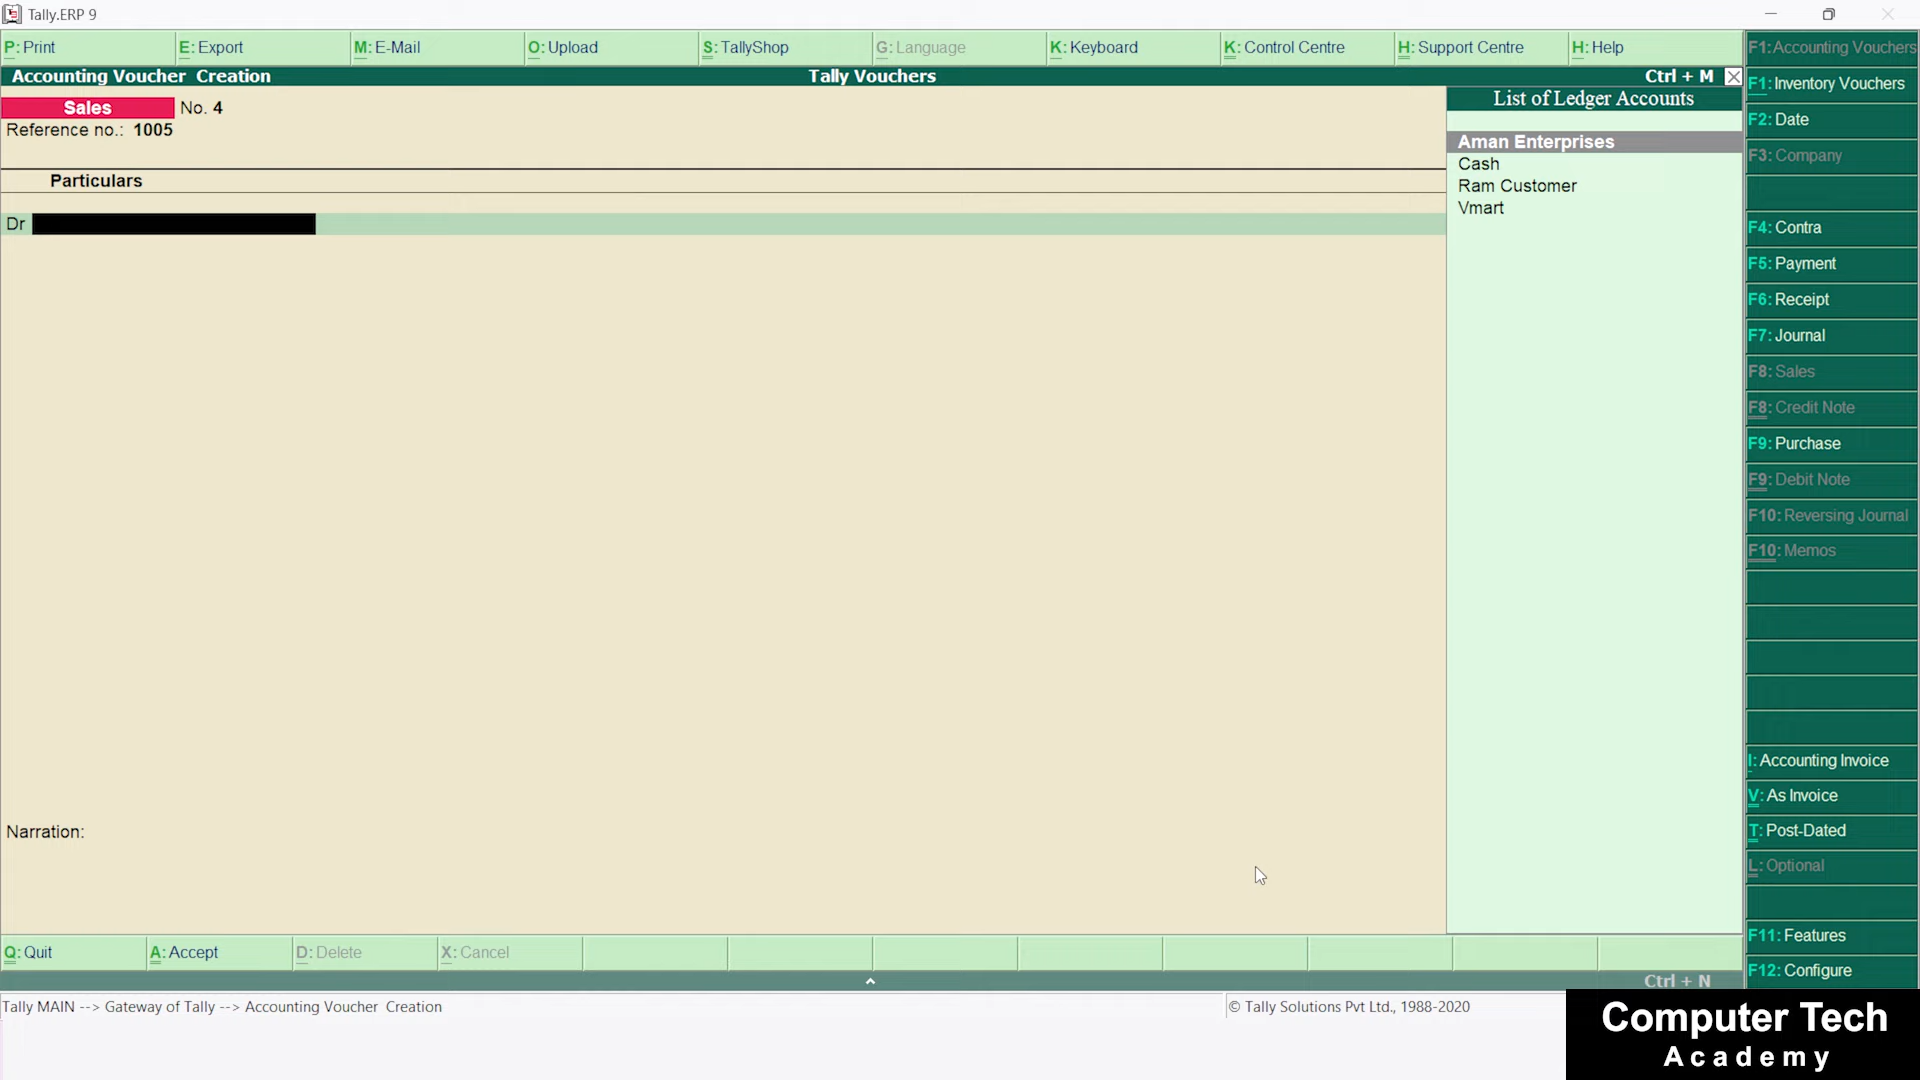 Tally.ERP 9
P: Print E: Export M: E-Mail O: Upload S: TallyShop G: Language K: Keyboard K: Control Centre H: Support Centre H: Help
Accounting Voucher Creation Tally Vouchers Ctrl + M
Sales No. 4
Reference no.: 1005
Particulars
Dr
Narration:
List of Ledger Accounts
Aman Enterprises
Cash
Ram Customer
Vmart
F1: Accounting Vouchers
F1: Inventory Vouchers
F2: Date
F3: Company
F4: Contra
F5: Payment
F6: Receipt
F7: Journal
F8: Sales
F8: Credit Note
F9: Purchase
F9: Debit Note
F10: Reversing Journal
F10: Memos
I: Accounting Invoice
V: As Invoice
T: Post-Dated
L: Optional
F11: Features
F12: Configure
Q: Quit A: Accept D: Delete X: Cancel
Ctrl + N
Tally MAIN --> Gateway of Tally --> Accounting Voucher Creation © Tally Solutions Pvt Ltd., 1988-2020
Computer Tech
Academy